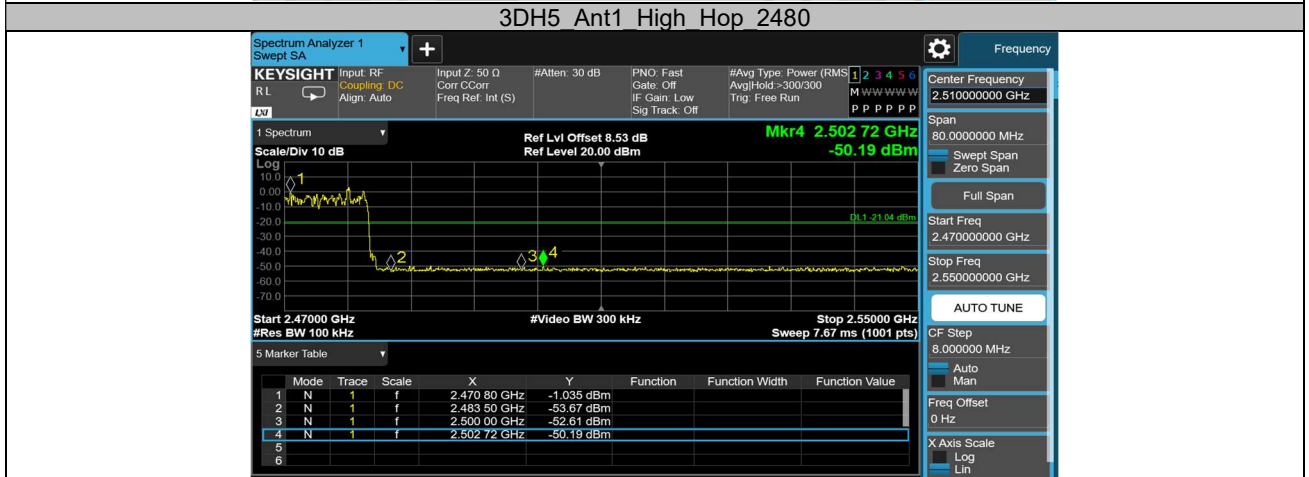 3DH5_Ant1_High_Hop_2480
Spectrum Analyzer 1
Swept SA
+
Frequency
KEYSIGHT
RL
LXI
Input: RF
Coupling: DC
Align: Auto
Input Z: 50 Ω
Corr CCorr
Freq Ref: Int (S)
#Atten: 30 dB
PNO: Fast
Gate: Off
IF Gain: Low
Sig Track: Off
#Avg Type: Power (RMS
Avg|Hold:>300/300
Trig: Free Run
1 2 3 4 5 6
M W W W W W
P P P P P P
1 Spectrum
Scale/Div 10 dB
Ref Lvl Offset 8.53 dB
Ref Level 20.00 dBm
Mkr4 2.502 72 GHz
-50.19 dBm
Log
10.0
0.00
-10.0
-20.0
-30.0
-40.0
-50.0
-60.0
-70.0
1
2
3
4
DL1 -21.04 dBm
Start 2.47000 GHz
#Video BW 300 kHz
Stop 2.55000 GHz
#Res BW 100 kHz
Sweep 7.67 ms (1001 pts)
5 Marker Table
Mode Trace Scale X Y Function Function Width Function Value
1 N 1 f 2.470 80 GHz -1.035 dBm
2 N 1 f 2.483 50 GHz -53.67 dBm
3 N 1 f 2.500 00 GHz -52.61 dBm
4 N 1 f 2.502 72 GHz -50.19 dBm
5
6
Center Frequency
2.510000000 GHz
Span
80.0000000 MHz
Swept Span
Zero Span
Full Span
Start Freq
2.470000000 GHz
Stop Freq
2.550000000 GHz
AUTO TUNE
CF Step
8.000000 MHz
Auto
Man
Freq Offset
0 Hz
X Axis Scale
Log
Lin